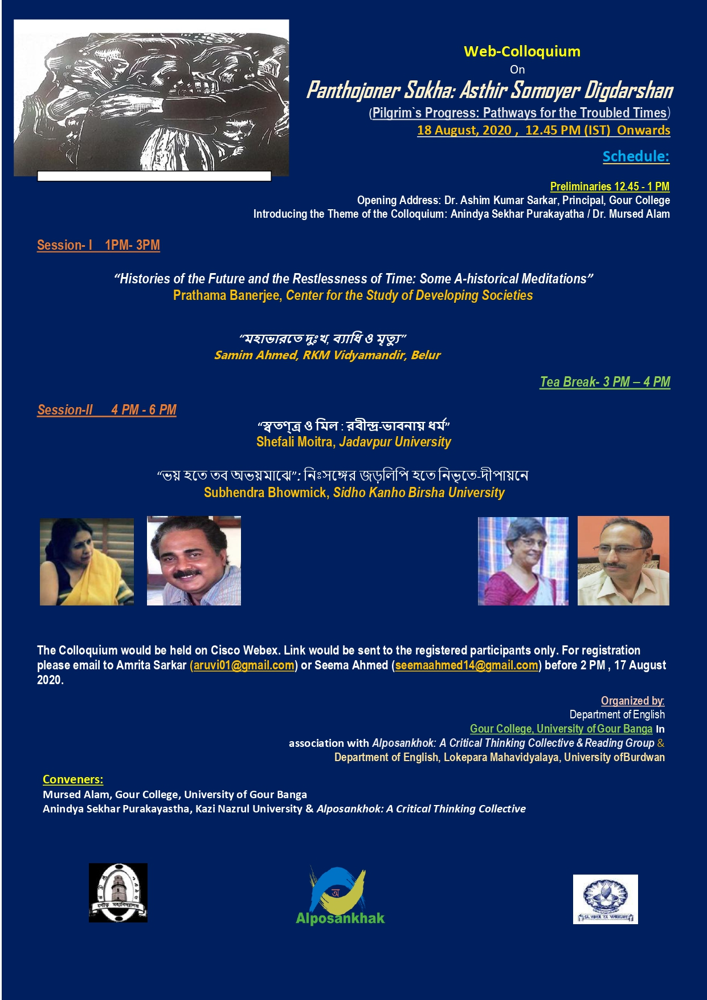 Web-Colloquium
On
Panthojoner Sokha: Asthir Somoyer Digdarshan
(Pilgrim`s Progress: Pathways for the Troubled Times)
18 August, 2020 , 12.45 PM (IST) Onwards
Schedule:
Preliminaries 12.45 - 1 PM
Opening Address: Dr. Ashim Kumar Sarkar, Principal, Gour College
Introducing the Theme of the Colloquium: Anindya Sekhar Purakayatha / Dr. Mursed Alam
Session- I 1PM- 3PM
“Histories of the Future and the Restlessness of Time: Some A-historical Meditations”
Prathama Banerjee, Center for the Study of Developing Societies
“মহাভারতে দুঃখ, ব্যাধি ও মৃত্যু”
Samim Ahmed, RKM Vidyamandir, Belur
Tea Break- 3 PM – 4 PM
Session-II 4 PM - 6 PM
“স্বতণ্ত্র ও মিল : রবীন্দ্র-ভাবনায় ধর্ম”
Shefali Moitra, Jadavpur University
“ভয় হতে তব অভয়মাঝে”: নিঃসঙ্গের জড়লিপি হতে নিভৃতে-দীপায়নে
Subhendra Bhowmick, Sidho Kanho Birsha University
The Colloquium would be held on Cisco Webex. Link would be sent to the registered participants only. For registration
please email to Amrita Sarkar (aruvi01@gmail.com) or Seema Ahmed (seemaahmed14@gmail.com) before 2 PM , 17 August
2020.
Organized by:
Department of English
Gour College, University of Gour Banga In
association with Alposankhok: A Critical Thinking Collective & Reading Group &
Department of English, Lokepara Mahavidyalaya, University ofBurdwan
Conveners:
Mursed Alam, Gour College, University of Gour Banga
Anindya Sekhar Purakayastha, Kazi Nazrul University & Alposankhok: A Critical Thinking Collective
গৌড় মহাবিদ্যালয়
অ
Alposankhak
SA VIDYA YA VIMUKTAYE